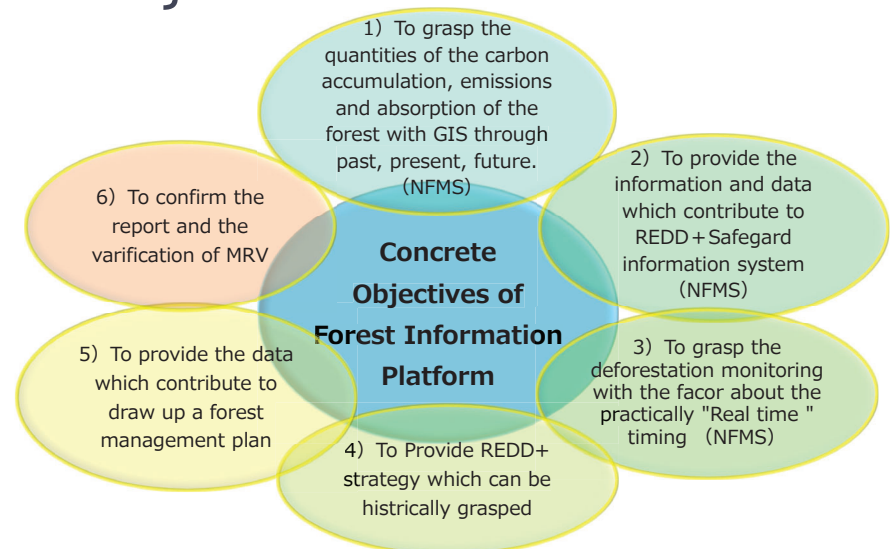 1）To grasp the
quantities of the carbon
accumulation, emissions
and absorption of the
forest with GIS through
past, present, future.
（NFMS）
2）To provide the
information and data
which contribute to
REDD+Safegard
information system
（NFMS）
3）To grasp the
deforestation monitoring
with the facor about the
practically "Real time "
timing （NFMS）
4）To Provide REDD+
strategy which can be
histrically grasped
5）To provide the data
which contribute to
draw up a forest
management plan
6）To confirm the
report and the
varification of MRV
Concrete
Objectives of
Forest Information
Platform